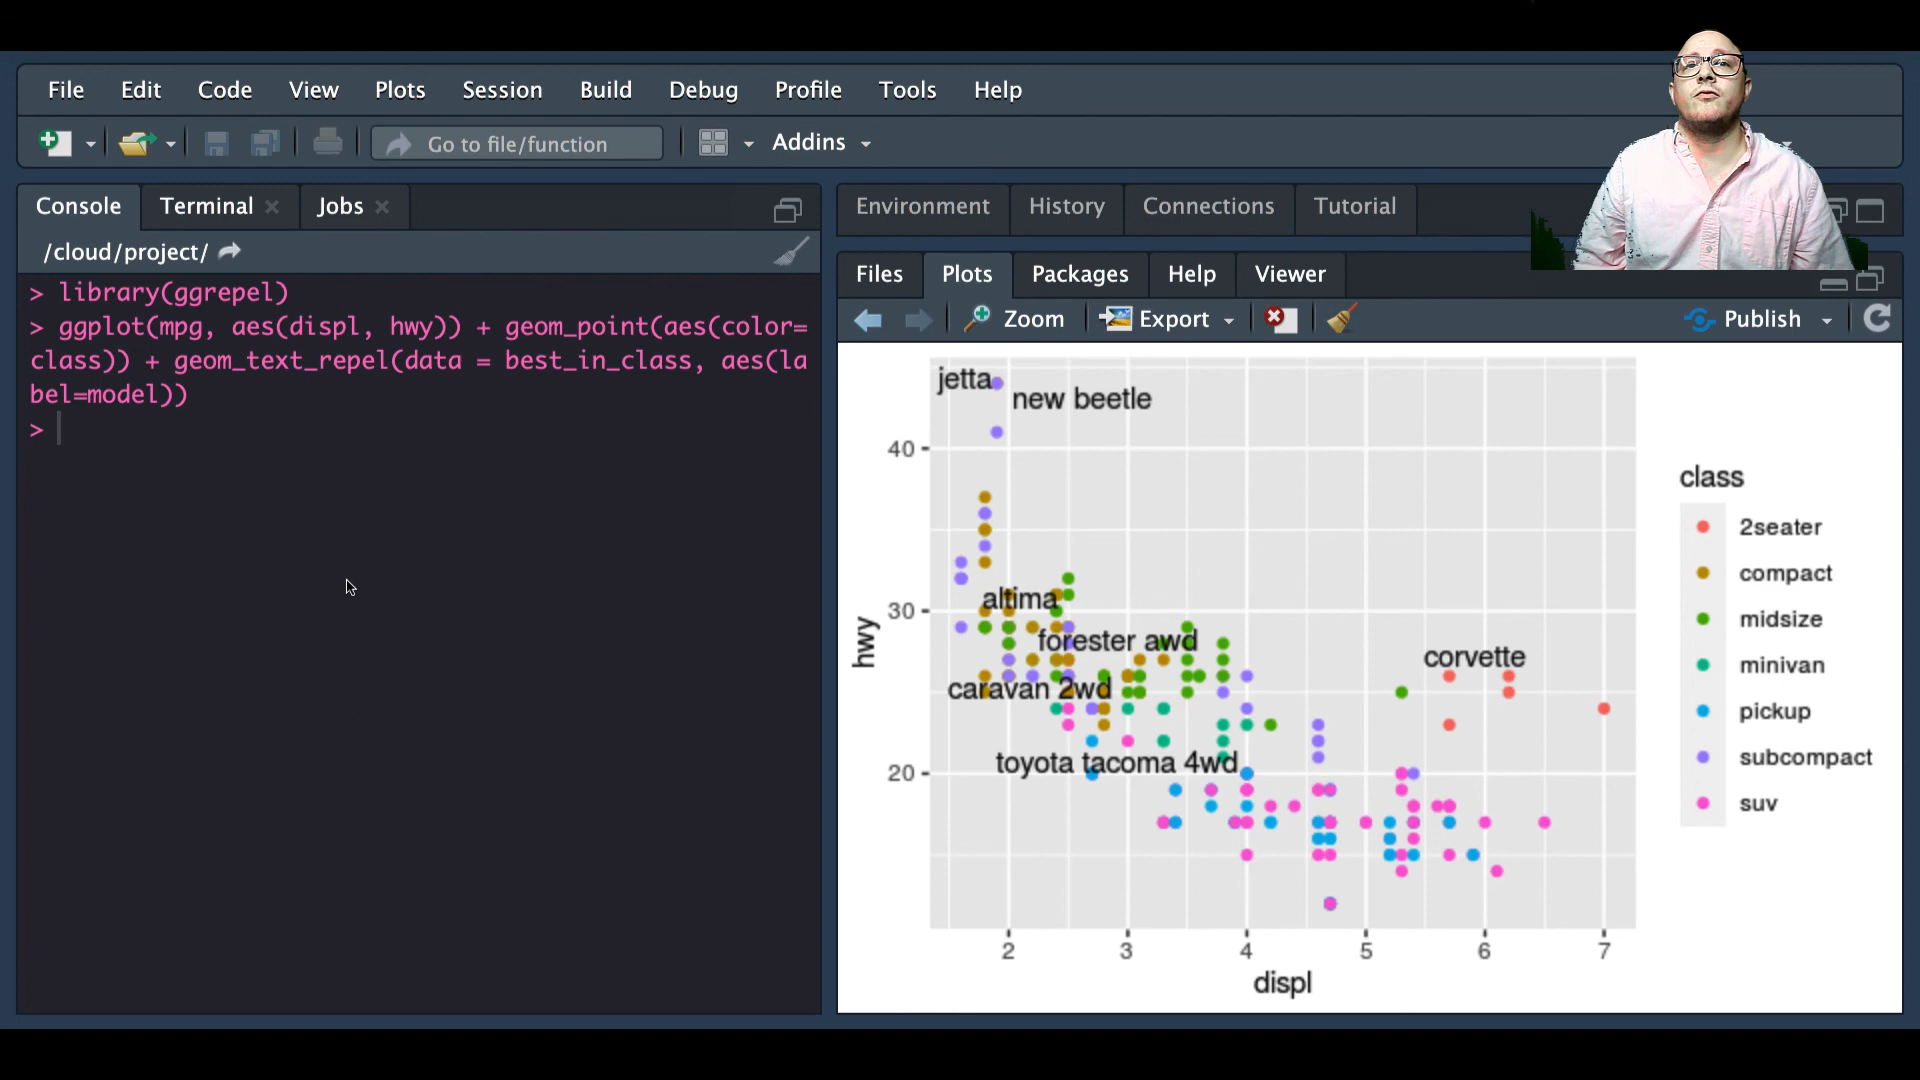 File Edit Code View Plots Session Build Debug Profile Tools Help
Go to file/function Addins
Console Terminal Jobs
/cloud/project/
> library(ggrepel)
> ggplot(mpg, aes(displ, hwy)) + geom_point(aes(color=
class)) + geom_text_repel(data = best_in_class, aes(la
bel=model))
>
Environment History Connections Tutorial
Files Plots Packages Help Viewer
Zoom Export Publish
jetta
new beetle
40
altima
30
forester awd
corvette
caravan 2wd
toyota tacoma 4wd
20
hwy
2 3 4 5 6 7
displ
class
2seater
compact
midsize
minivan
pickup
subcompact
suv